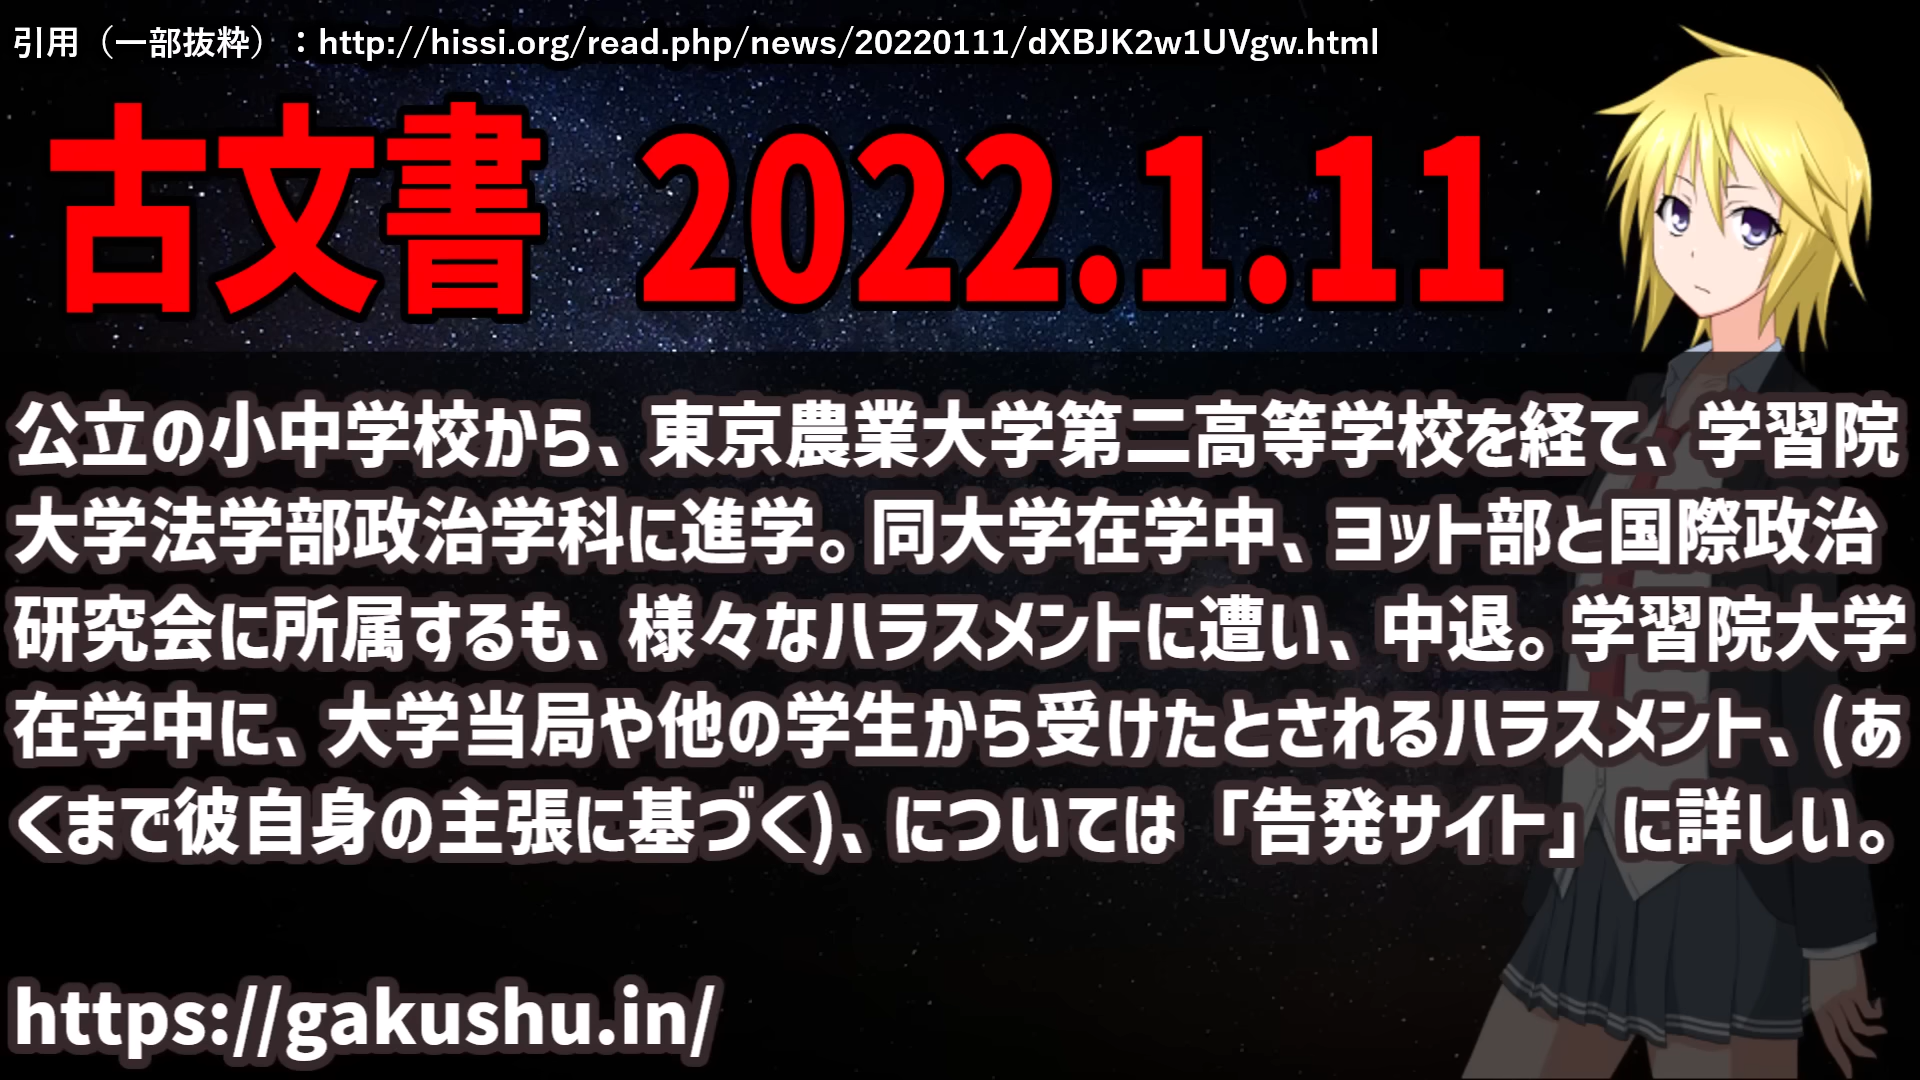 引用（一部抜粋）：http://hissi.org/read.php/news/20220111/dXBJK2w1UVgw.html
古文書 2022.1.11
公立の小中学校から、東京農業大学第二高等学校を経て、学習院
大学法学部政治学科に進学。同大学在学中、ヨット部と国際政治
研究会に所属するも、様々なハラスメントに遭い、中退。学習院大学
在学中に、大学当局や他の学生から受けたとされるハラスメント、(あ
くまで彼自身の主張に基づく)、については「告発サイト」に詳しい。
https://gakushu.in/